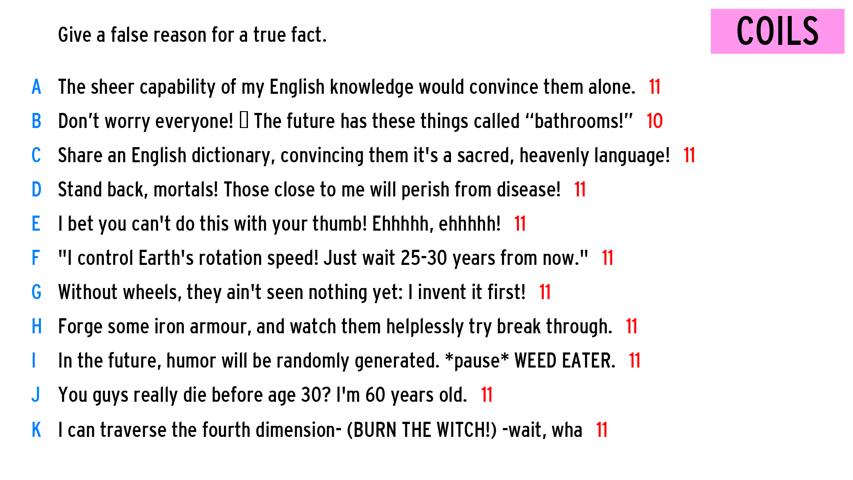 Give a false reason for a true fact.
COILS
A The sheer capability of my English knowledge would convince them alone. 11
B Don’t worry everyone! ▯ The future has these things called “bathrooms!” 10
C Share an English dictionary, convincing them it's a sacred, heavenly language! 11
D Stand back, mortals! Those close to me will perish from disease! 11
E I bet you can't do this with your thumb! Ehhhhh, ehhhhh! 11
F "I control Earth's rotation speed! Just wait 25-30 years from now." 11
G Without wheels, they ain't seen nothing yet: I invent it first! 11
H Forge some iron armour, and watch them helplessly try break through. 11
I In the future, humor will be randomly generated. *pause* WEED EATER. 11
J You guys really die before age 30? I'm 60 years old. 11
K I can traverse the fourth dimension- (BURN THE WITCH!) -wait, wha 11